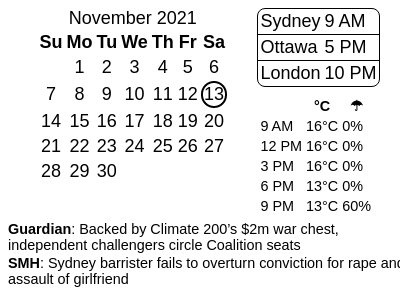 November 2021
Su Mo Tu We Th Fr Sa
1 2 3 4 5 6
7 8 9 10 11 12 13
14 15 16 17 18 19 20
21 22 23 24 25 26 27
28 29 30
Sydney 9 AM
Ottawa 5 PM
London 10 PM
°C ☂
9 AM 16°C 0%
12 PM 16°C 0%
3 PM 16°C 0%
6 PM 13°C 0%
9 PM 13°C 60%
Guardian: Backed by Climate 200’s $2m war chest,
independent challengers circle Coalition seats
SMH: Sydney barrister fails to overturn conviction for rape and
assault of girlfriend